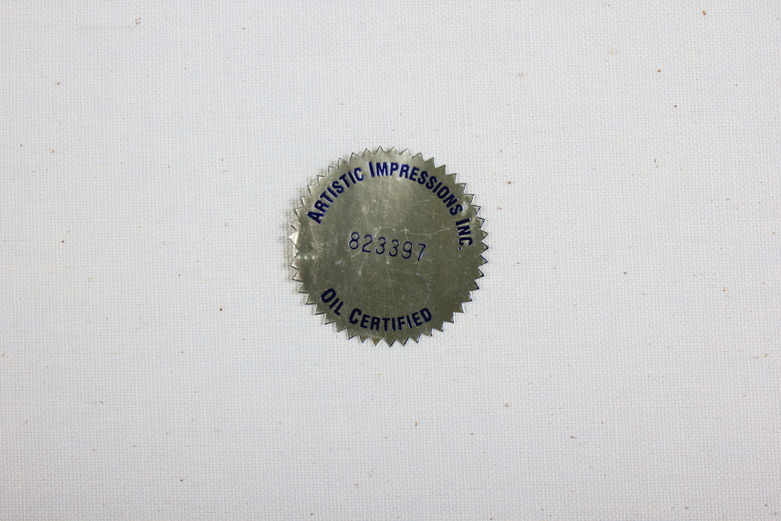 ARTISTIC IMPRESSIONS INC.
823397
OIL CERTIFIED